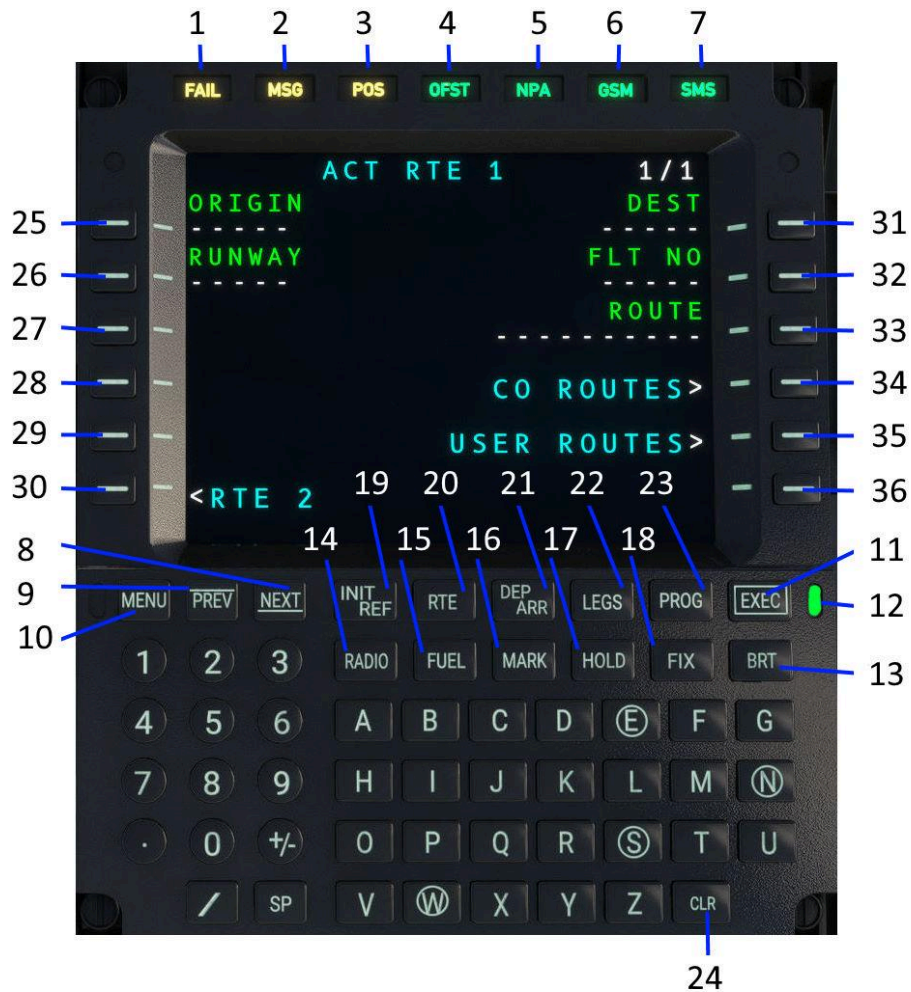 1 2 3 4 5 6 7
FAIL MSG POS OFST NPA GSM SMS
ACT RTE 1 1/1
ORIGIN DEST
25 ----- ----- 31
RUNWAY FLT NO
26 ----- ----- 32
ROUTE
27 ---------- 33
28 CO ROUTES> 34
29 USER ROUTES> 35
30 <RTE 2 19 20 21 22 23 36
8 14 15 16 17 18 11
9 MENU PREV NEXT INIT REF RTE DEP ARR LEGS PROG EXEC 12
10
1 2 3 RADIO FUEL MARK HOLD FIX BRT 13
4 5 6 A B C D E F G
7 8 9 H I J K L M N
. 0 +/- O P Q R S T U
/ SP V W X Y Z CLR
24